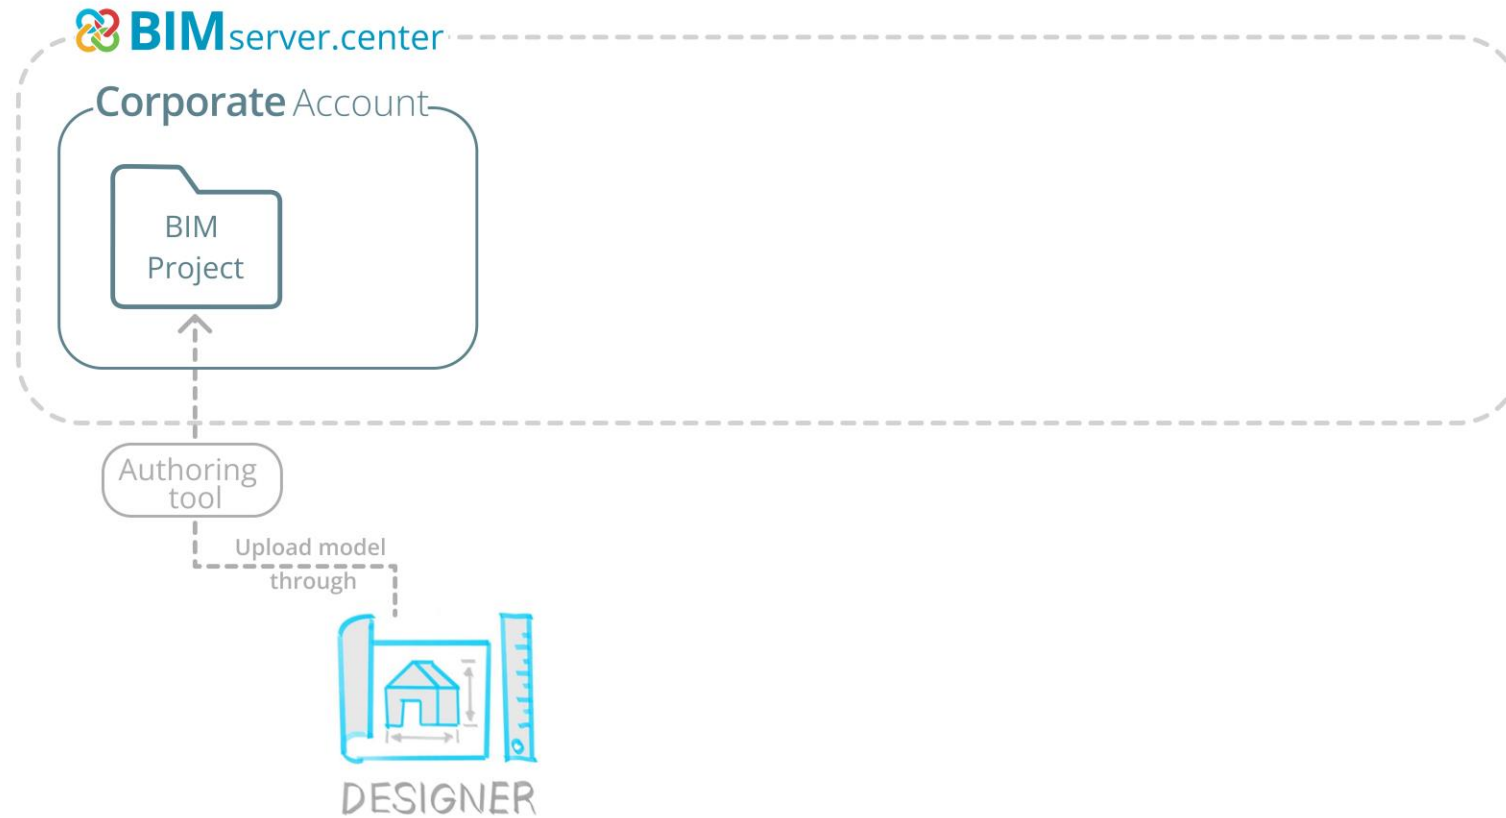 BIMserver.center
Corporate Account
BIM
Project
Authoring
tool
Upload model
through
DESIGNER